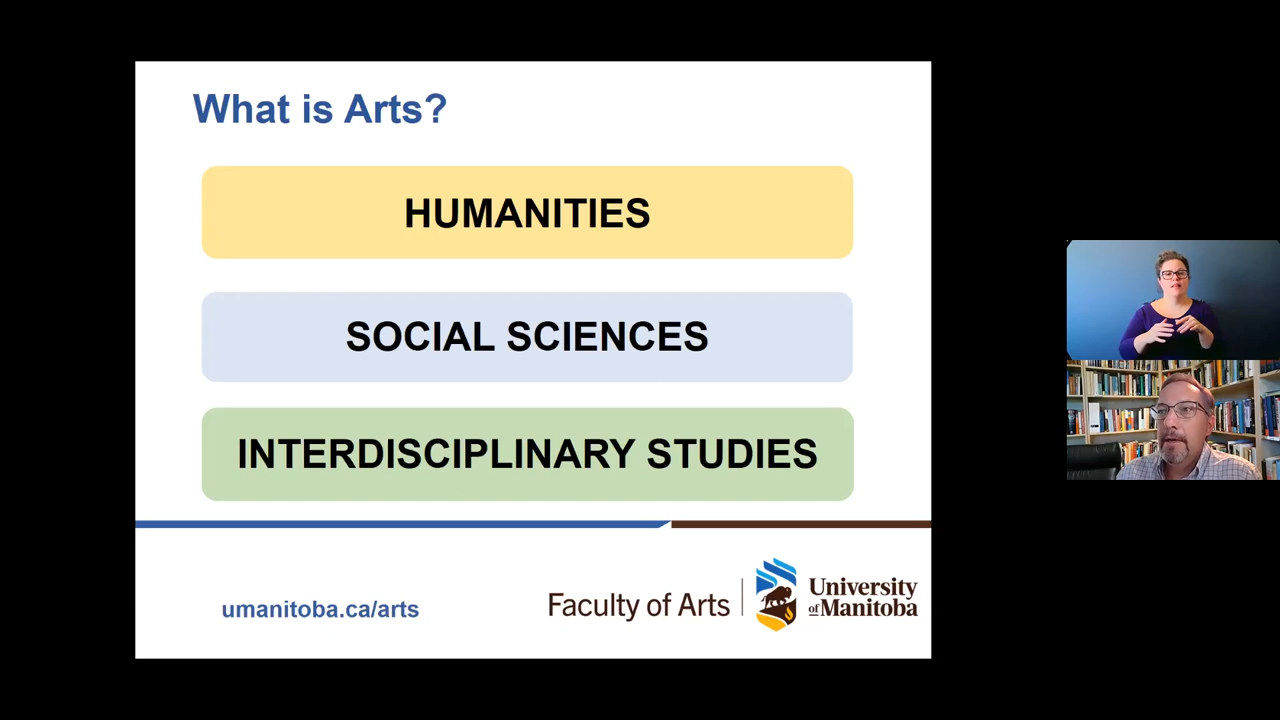 What is Arts?
HUMANITIES
SOCIAL SCIENCES
INTERDISCIPLINARY STUDIES
umanitoba.ca/arts
Faculty of Arts
University
of Manitoba